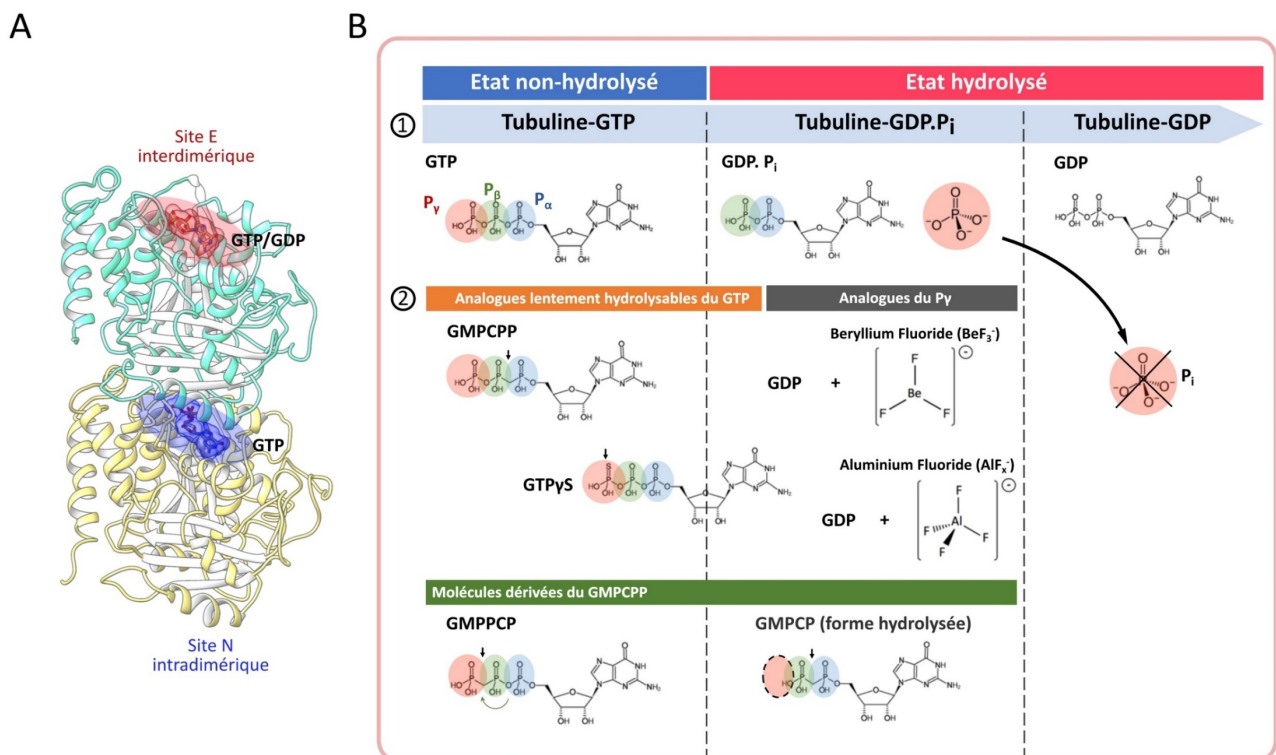 A
Site E
interdimérique
GTP/GDP
GTP
Site N
intradimérique
B
Etat non-hydrolysé
Etat hydrolysé
① Tubuline-GTP
Tubuline-GDP.Pi
Tubuline-GDP
GTP
Pγ
Pβ
Pα
GDP. Pi
GDP
② Analogues lentement hydrolysables du GTP
Analogues du Pγ
GMPCPP
Beryllium Fluoride (BeF3-)
GDP +
Pi
GTPγS
Aluminium Fluoride (AlFx-)
GDP +
Molécules dérivées du GMPCPP
GMPPCP
GMPCP (forme hydrolysée)